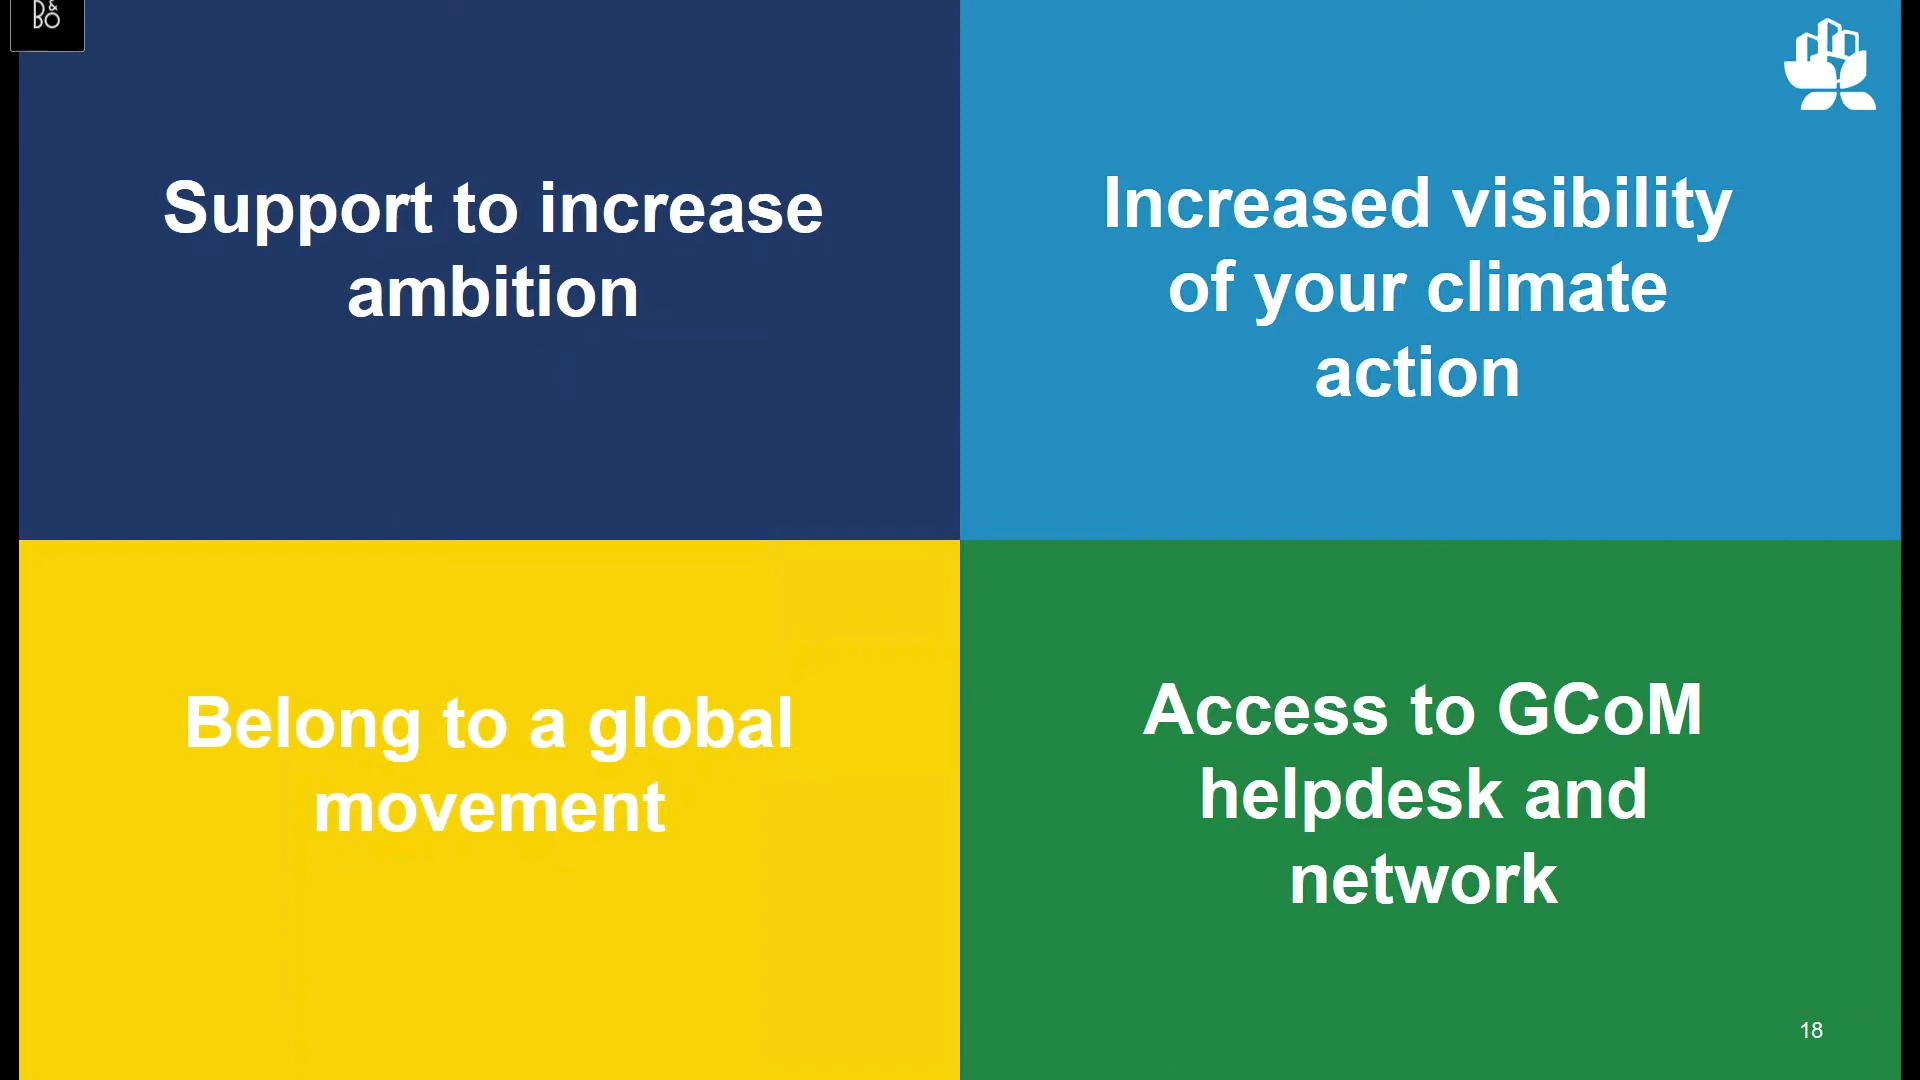 B&
BO
Support to increase
ambition
Increased visibility
of your climate
action
Belong to a global
movement
Access to GCoM
helpdesk and
network
18